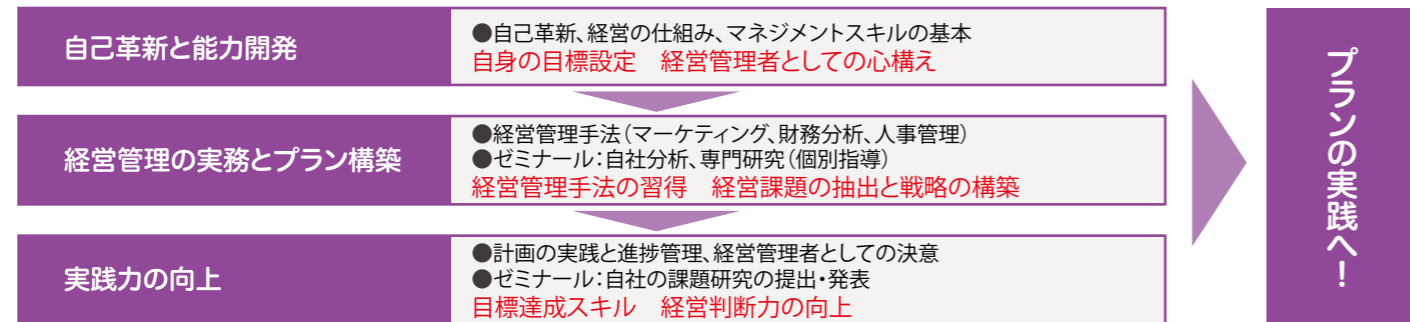 自己革新と能力開発
●自己革新、経営の仕組み、マネジメントスキルの基本
自身の目標設定　経営管理者としての心構え
経営管理の実務とプラン構築
●経営管理手法(マーケティング、財務分析、人事管理)
●ゼミナール:自社分析、専門研究(個別指導)
経営管理手法の習得　経営課題の抽出と戦略の構築
実践力の向上
●計画の実践と進捗管理、経営管理者としての決意
●ゼミナール:自社の課題研究の提出・発表
目標達成スキル　経営判断力の向上
プランの実践へ!